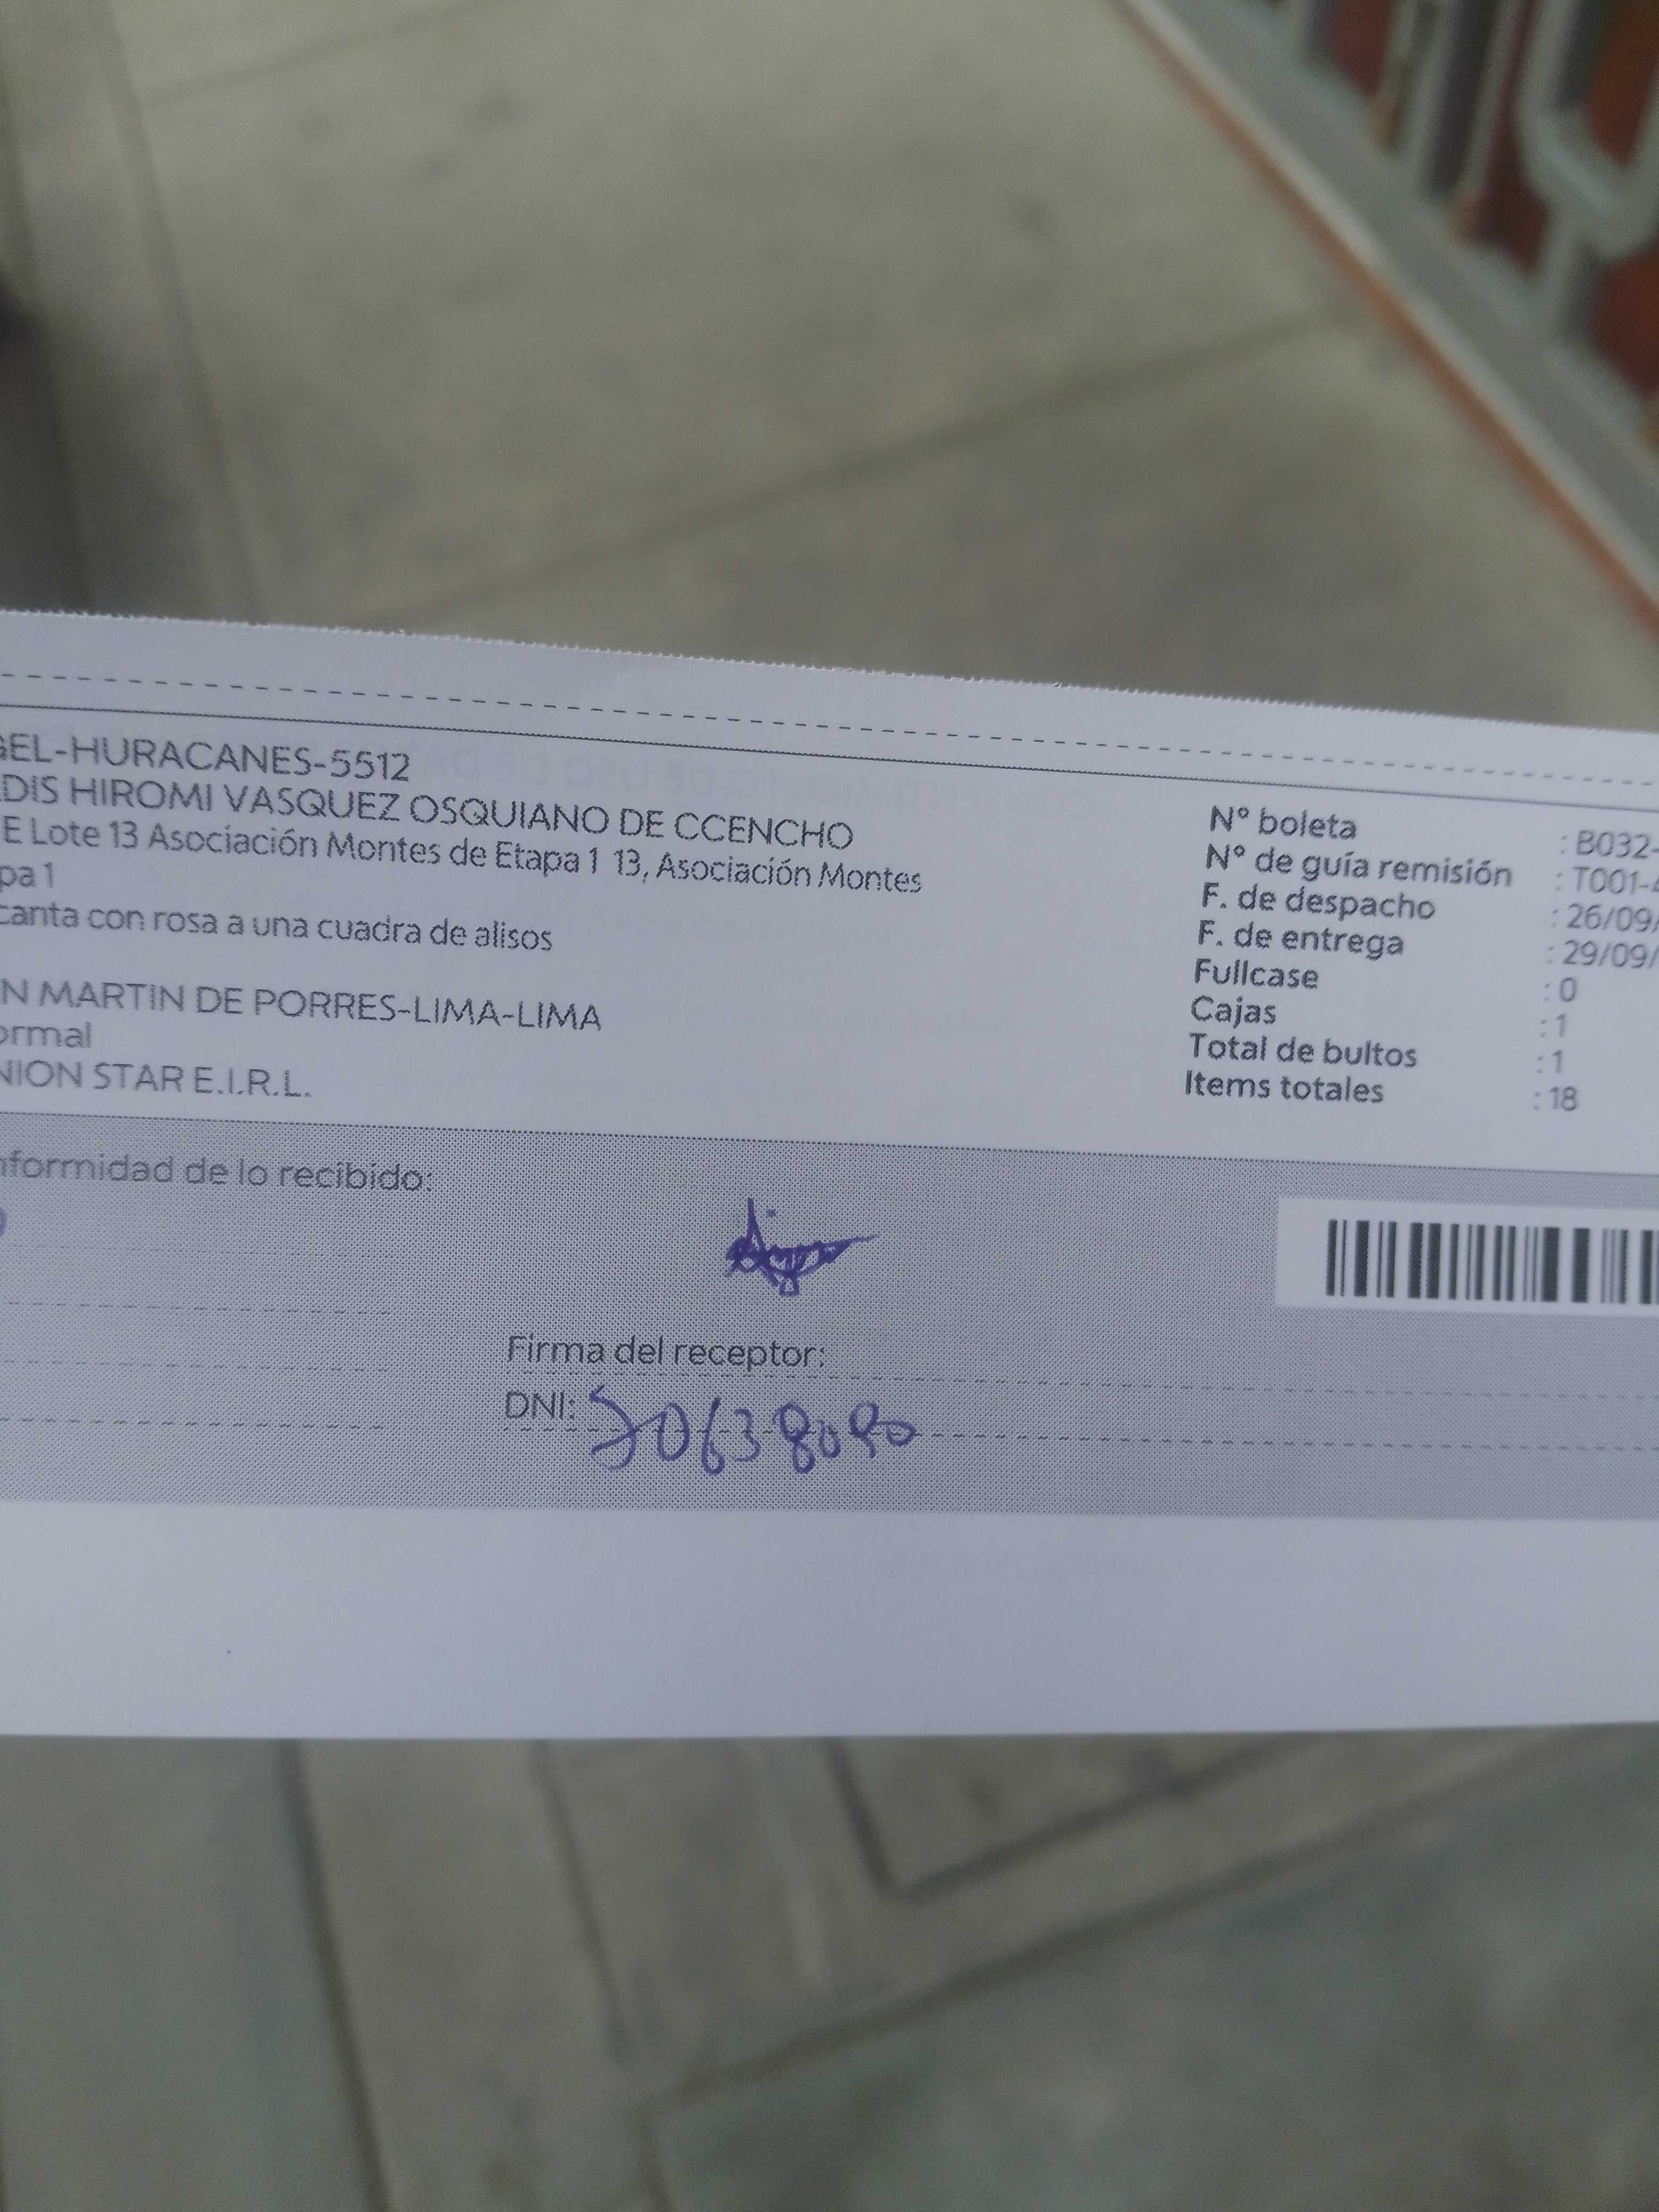 GEL-HURACANES-5512
DIS HIROMI VASQUEZ OSQUIANO DE CCENCHO
E Lote 13 Asociación Montes de Etapa 1 13, Asociación Montes
pa 1
canta con rosa a una cuadra de alisos
N MARTIN DE PORRES-LIMA-LIMA
ormal
NION STAR E.I.R.L.
N° boleta : B032-
N° de guía remisión : T001-4
F. de despacho : 26/09/
F. de entrega : 29/09/
Fullcase : 0
Cajas : 1
Total de bultos : 1
Items totales : 18
nformidad de lo recibido:
Firma del receptor:
DNI: